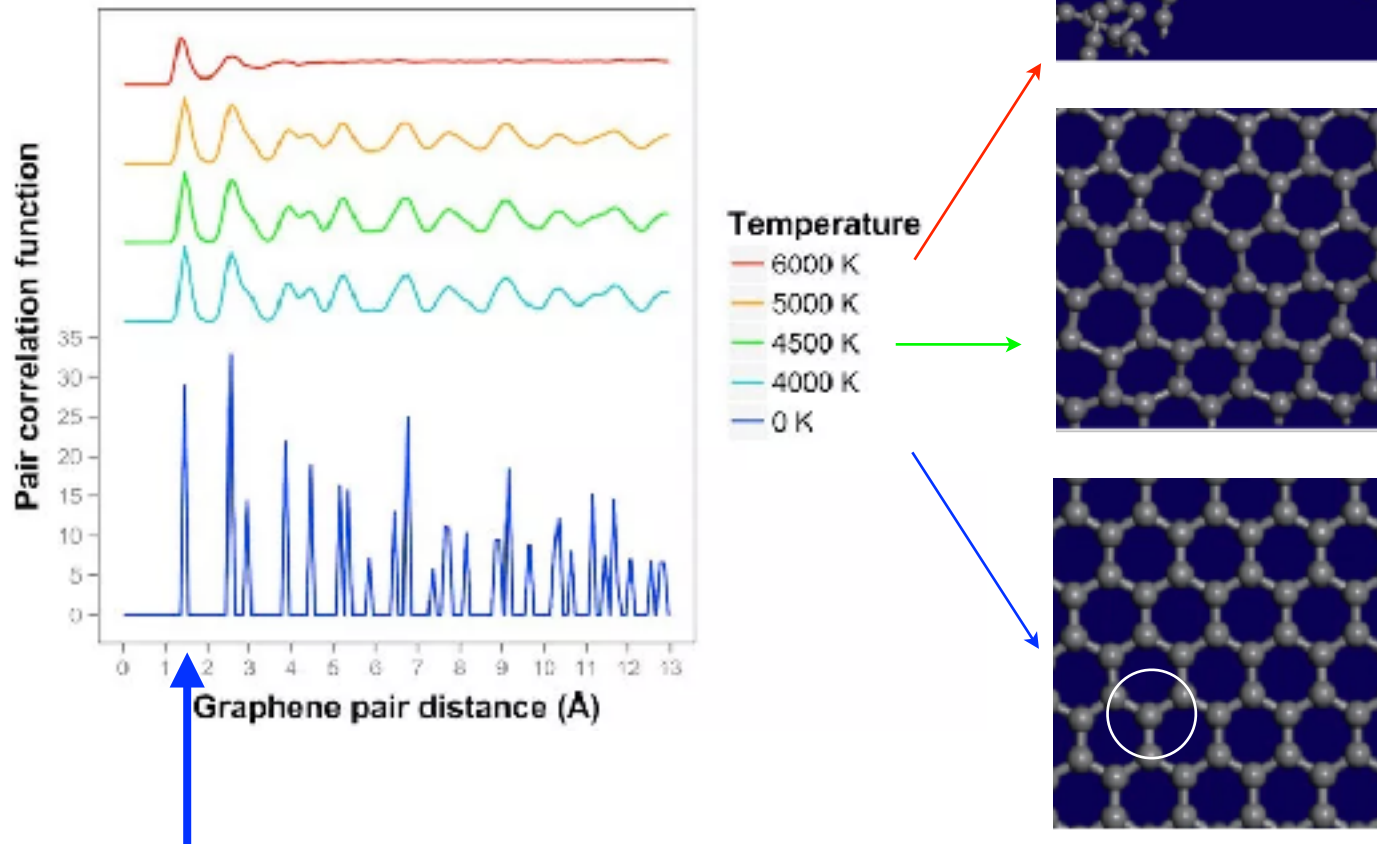 Pair correlation function
35
30
25
20
15
10
5
0
0 1 2 3 4 5 6 7 8 9 10 11 12 13
Graphene pair distance (Å)
Temperature
6000 K
5000 K
4500 K
4000 K
0 K